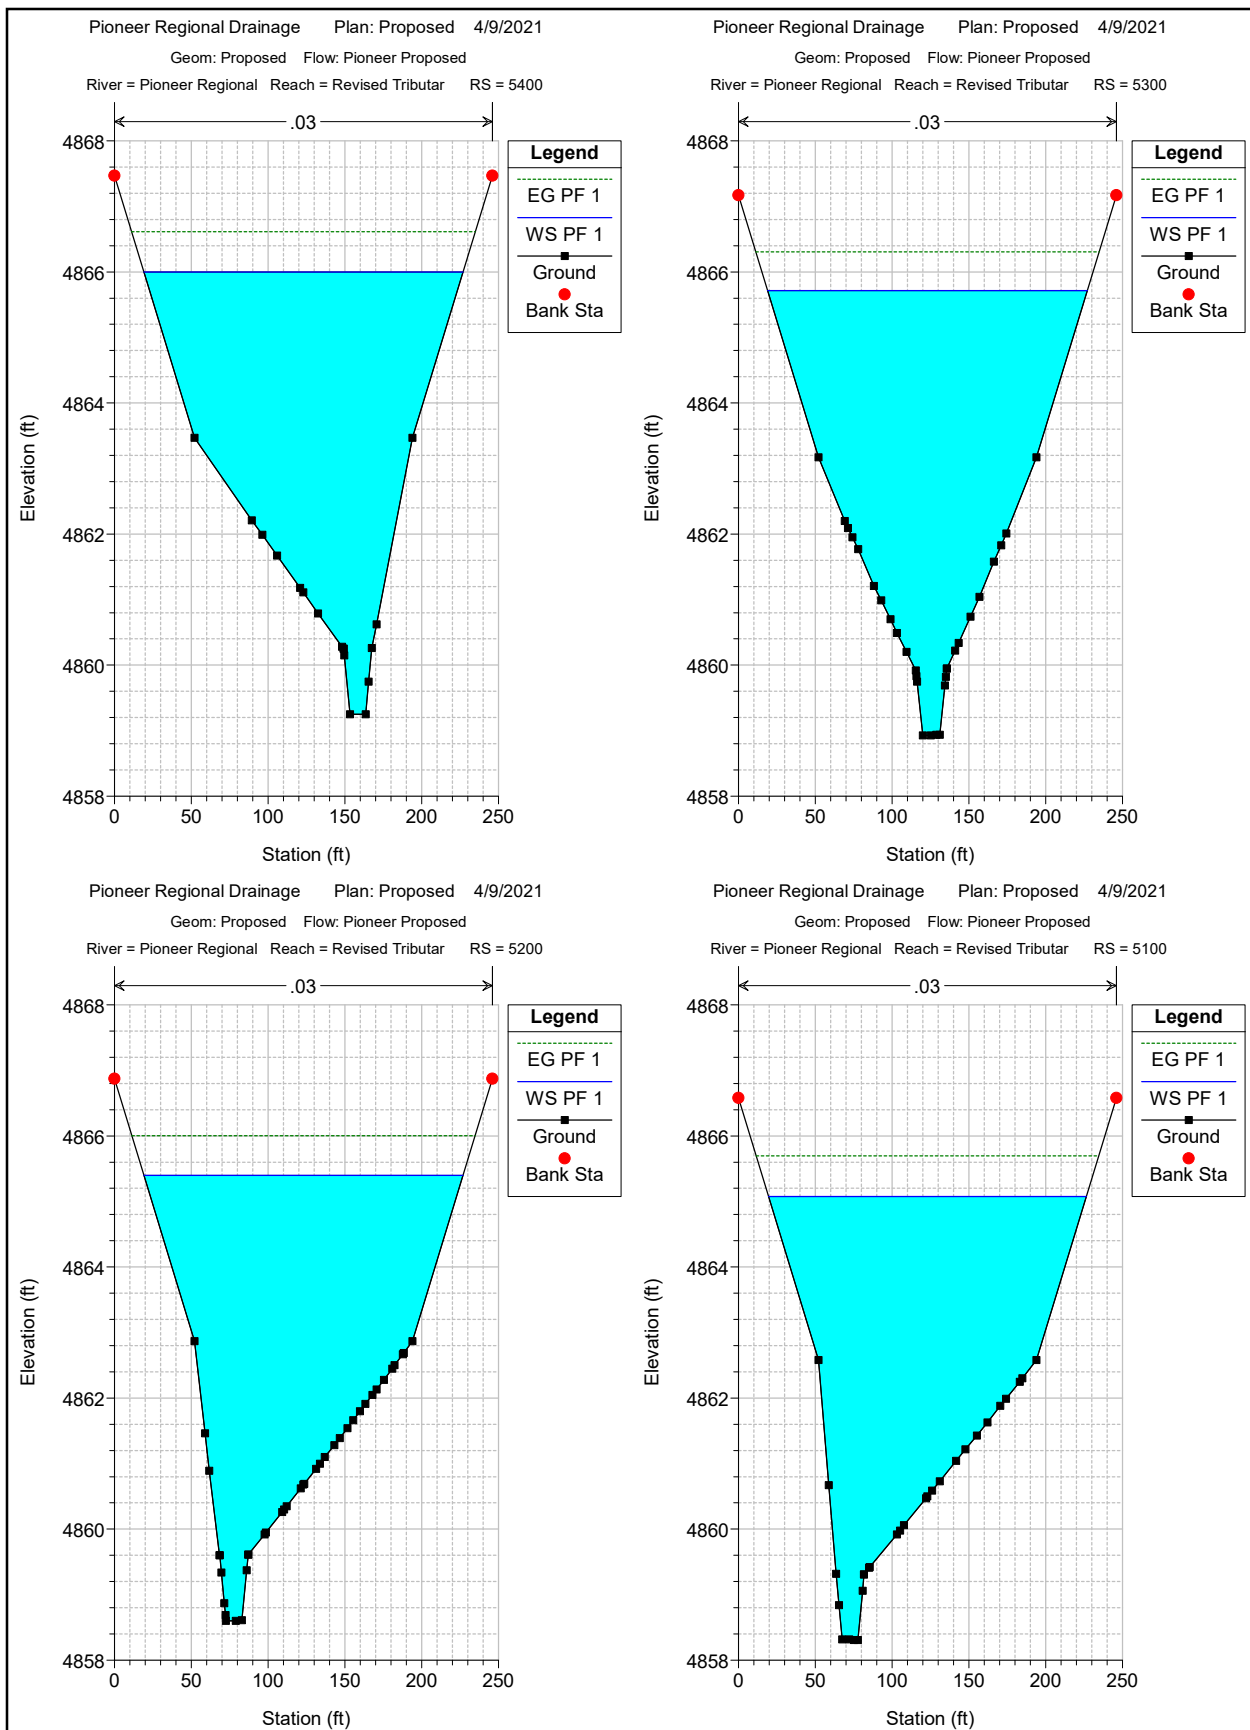 Pioneer Regional Drainage Plan: Proposed 4/9/2021
Geom: Proposed Flow: Pioneer Proposed
River = Pioneer Regional Reach = Revised Tributar RS = 5400
.03
Legend
EG PF 1
WS PF 1
Ground
Bank Sta
4868
4866
4864
4862
4860
4858
Elevation (ft)
0 50 100 150 200 250
Station (ft)
Pioneer Regional Drainage Plan: Proposed 4/9/2021
Geom: Proposed Flow: Pioneer Proposed
River = Pioneer Regional Reach = Revised Tributar RS = 5300
.03
Legend
EG PF 1
WS PF 1
Ground
Bank Sta
4868
4866
4864
4862
4860
4858
Elevation (ft)
0 50 100 150 200 250
Station (ft)
Pioneer Regional Drainage Plan: Proposed 4/9/2021
Geom: Proposed Flow: Pioneer Proposed
River = Pioneer Regional Reach = Revised Tributar RS = 5200
.03
Legend
EG PF 1
WS PF 1
Ground
Bank Sta
4868
4866
4864
4862
4860
4858
Elevation (ft)
0 50 100 150 200 250
Station (ft)
Pioneer Regional Drainage Plan: Proposed 4/9/2021
Geom: Proposed Flow: Pioneer Proposed
River = Pioneer Regional Reach = Revised Tributar RS = 5100
.03
Legend
EG PF 1
WS PF 1
Ground
Bank Sta
4868
4866
4864
4862
4860
4858
Elevation (ft)
0 50 100 150 200 250
Station (ft)